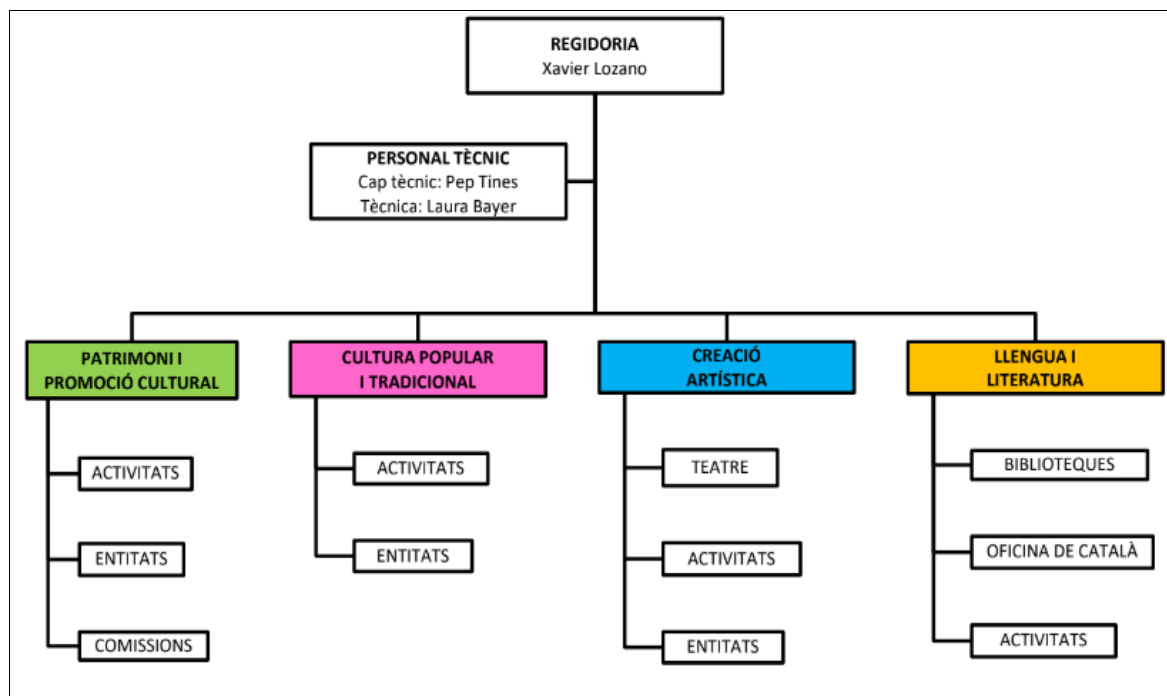 REGIDORIA
Xavier Lozano
PERSONAL TÈCNIC
Cap tècnic: Pep Tines
Tècnica: Laura Bayer
PATRIMONI I
PROMOCIÓ CULTURAL
ACTIVITATS
ENTITATS
COMISSIONS
CULTURA POPULAR
I TRADICIONAL
ACTIVITATS
ENTITATS
CREACIÓ
ARTÍSTICA
TEATRE
ACTIVITATS
ENTITATS
LLENGUA I
LITERATURA
BIBLIOTEQUES
OFICINA DE CATALÀ
ACTIVITATS